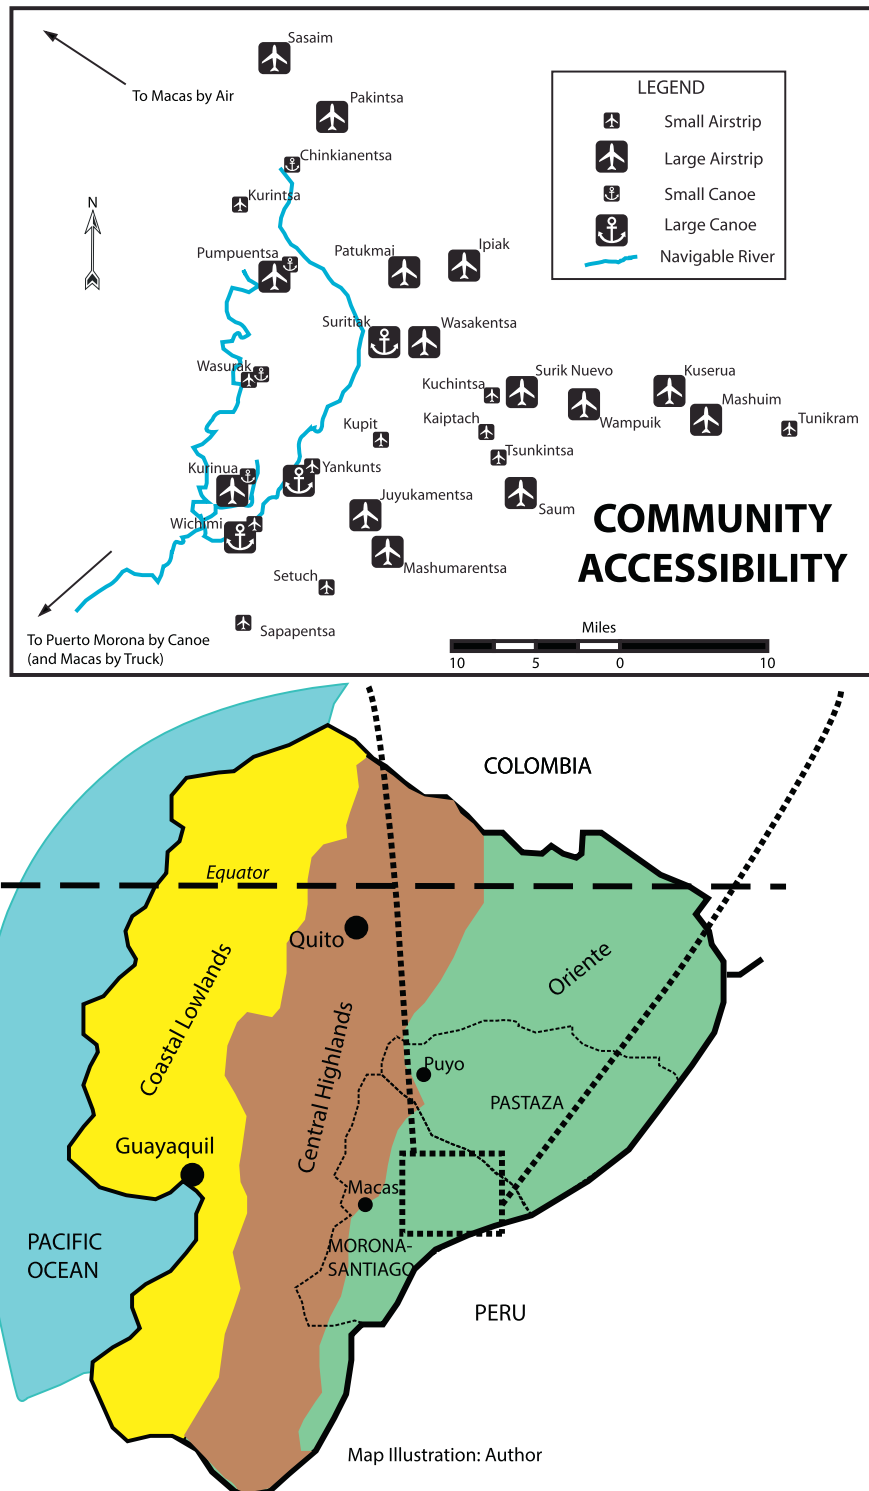 Sasaim
To Macas by Air
Pakintsa
LEGEND
Small Airstrip
Large Airstrip
Small Canoe
Large Canoe
Navigable River
Chinkianentsa
Kurintsa
N
Pumpuentsa
Patukmai
Ipiak
Suritiak
Wasakentsa
Wasurak
Kuchintsa
Surik Nuevo
Kuserua
Mashuim
Kupit
Kaiptach
Wampuik
Tunikram
Tsunkintsa
Kurinua
Yankunts
Juyukamentsa
Saum
Wichimi
COMMUNITY
ACCESSIBILITY
Mashumarentsa
Setuch
Sapapentsa
To Puerto Morona by Canoe
(and Macas by Truck)
Miles
10 5 0 10
COLOMBIA
Equator
Quito
Coastal Lowlands
Oriente
Central Highlands
Puyo
PASTAZA
Guayaquil
Macas
PACIFIC
OCEAN
MORONA-
SANTIAGO
PERU
Map Illustration: Author